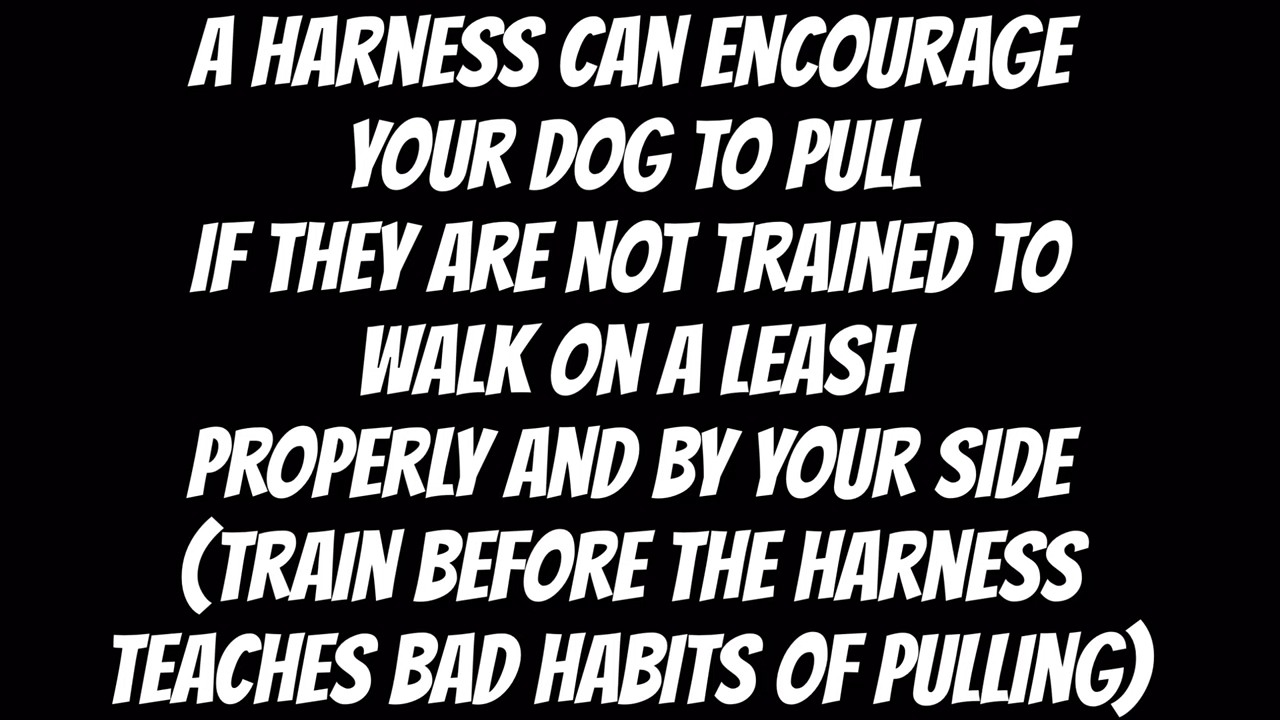 A HARNESS CAN ENCOURAGE
YOUR DOG TO PULL
IF THEY ARE NOT TRAINED TO
WALK ON A LEASH
PROPERLY AND BY YOUR SIDE
(TRAIN BEFORE THE HARNESS
TEACHES BAD HABITS OF PULLING)